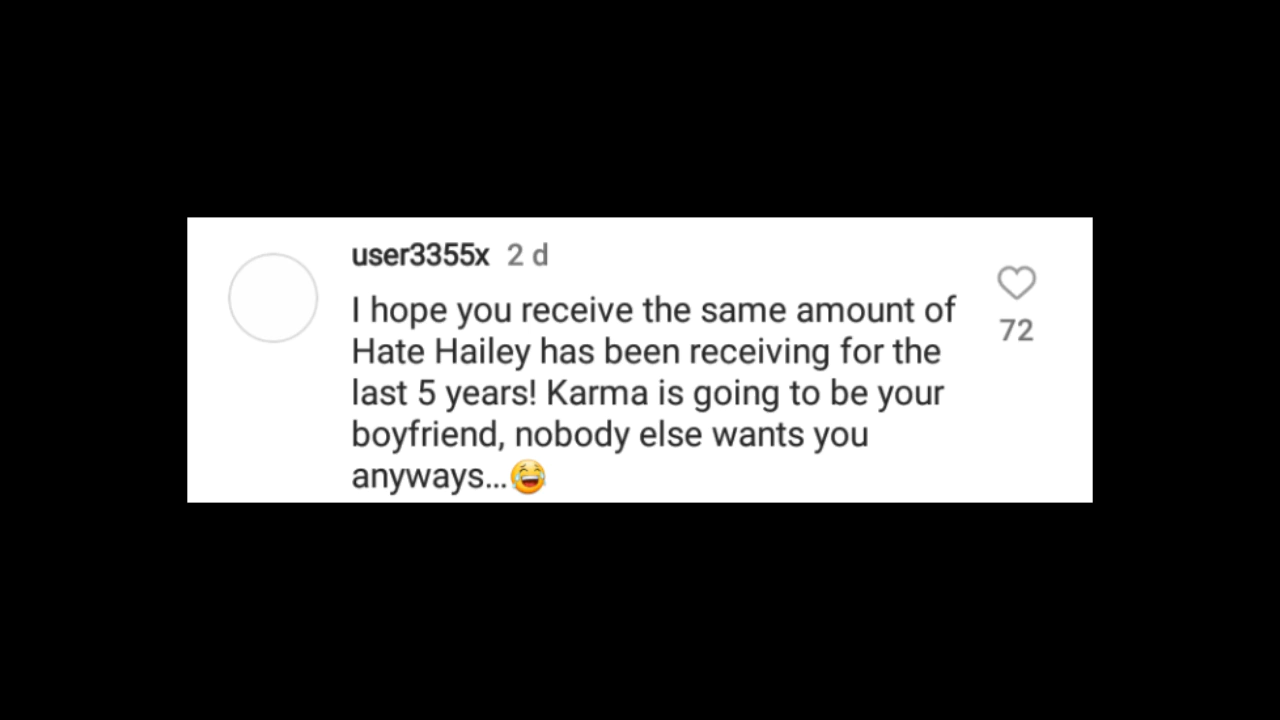 user3355x 2 d
I hope you receive the same amount of
Hate Hailey has been receiving for the
last 5 years! Karma is going to be your
boyfriend, nobody else wants you
anyways...😂
72